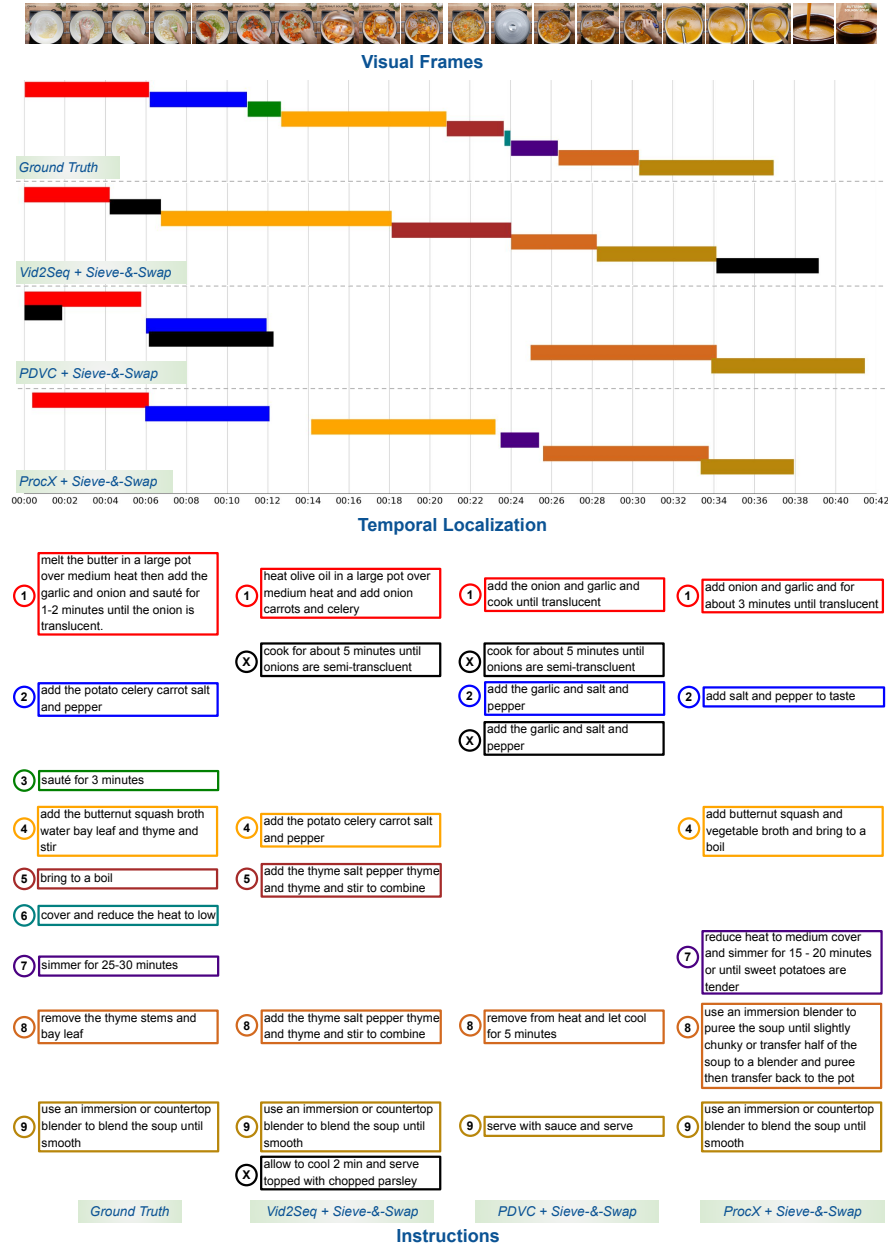 Visual Frames
Ground Truth
Vid2Seq + Sieve-&-Swap
PDVC + Sieve-&-Swap
ProcX + Sieve-&-Swap
00:00 00:02 00:04 00:06 00:08 00:10 00:12 00:14 00:16 00:18 00:20 00:22 00:24 00:26 00:28 00:30 00:32 00:34 00:36 00:38 00:40 00:42
Temporal Localization
1
melt the butter in a large pot
over medium heat then add the
garlic and onion and sauté for
1-2 minutes until the onion is
translucent.
2
add the potato celery carrot salt
and pepper
3
sauté for 3 minutes
4
add the butternut squash broth
water bay leaf and thyme and
stir
5
bring to a boil
6
cover and reduce the heat to low
7
simmer for 25-30 minutes
8
remove the thyme stems and
bay leaf
9
use an immersion or countertop
blender to blend the soup until
smooth
Ground Truth
1
heat olive oil in a large pot over
medium heat and add onion
carrots and celery
X
cook for about 5 minutes until
onions are semi-transcluent
4
add the potato celery carrot salt
and pepper
5
add the thyme salt pepper thyme
and thyme and stir to combine
8
add the thyme salt pepper thyme
and thyme and stir to combine
9
use an immersion or countertop
blender to blend the soup until
smooth
X
allow to cool 2 min and serve
topped with chopped parsley
Vid2Seq + Sieve-&-Swap
1
add the onion and garlic and
cook until translucent
X
cook for about 5 minutes until
onions are semi-transcluent
2
add the garlic and salt and
pepper
X
add the garlic and salt and
pepper
8
remove from heat and let cool
for 5 minutes
9
serve with sauce and serve
PDVC + Sieve-&-Swap
1
add onion and garlic and for
about 3 minutes until translucent
2
add salt and pepper to taste
4
add butternut squash and
vegetable broth and bring to a
boil
7
reduce heat to medium cover
and simmer for 15 - 20 minutes
or until sweet potatoes are
tender
8
use an immersion blender to
puree the soup until slightly
chunky or transfer half of the
soup to a blender and puree
then transfer back to the pot
9
use an immersion or countertop
blender to blend the soup until
smooth
ProcX + Sieve-&-Swap
Instructions